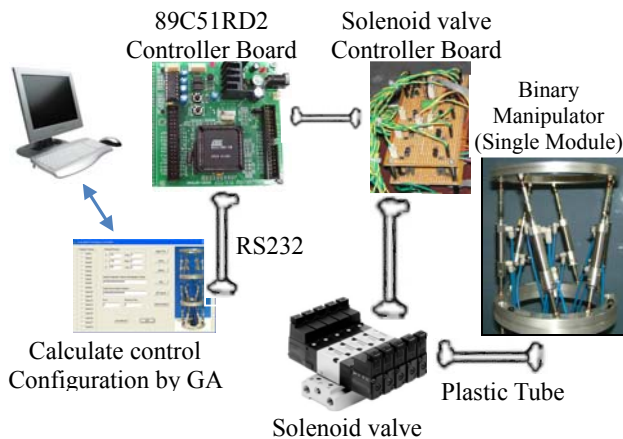 89C51RD2
Controller Board
Solenoid valve
Controller Board
Binary
Manipulator
(Single Module)
RS232
Calculate control
Configuration by GA
Plastic Tube
Solenoid valve